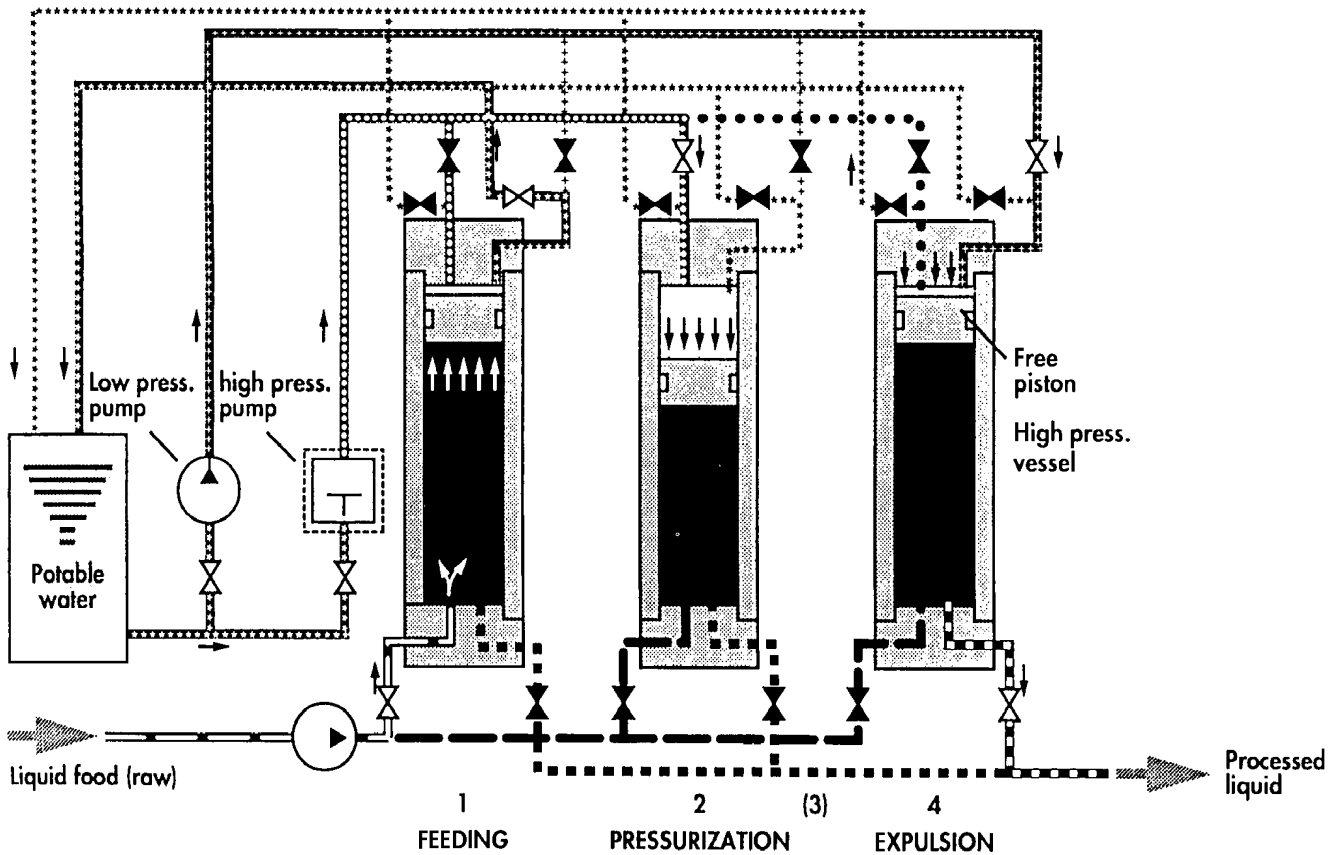 Low press.
pump
high press.
pump
Free
piston
High press.
vessel
Potable
water
Liquid food (raw)
Processed
liquid
1
2
(3)
4
FEEDING
PRESSURIZATION
EXPULSION